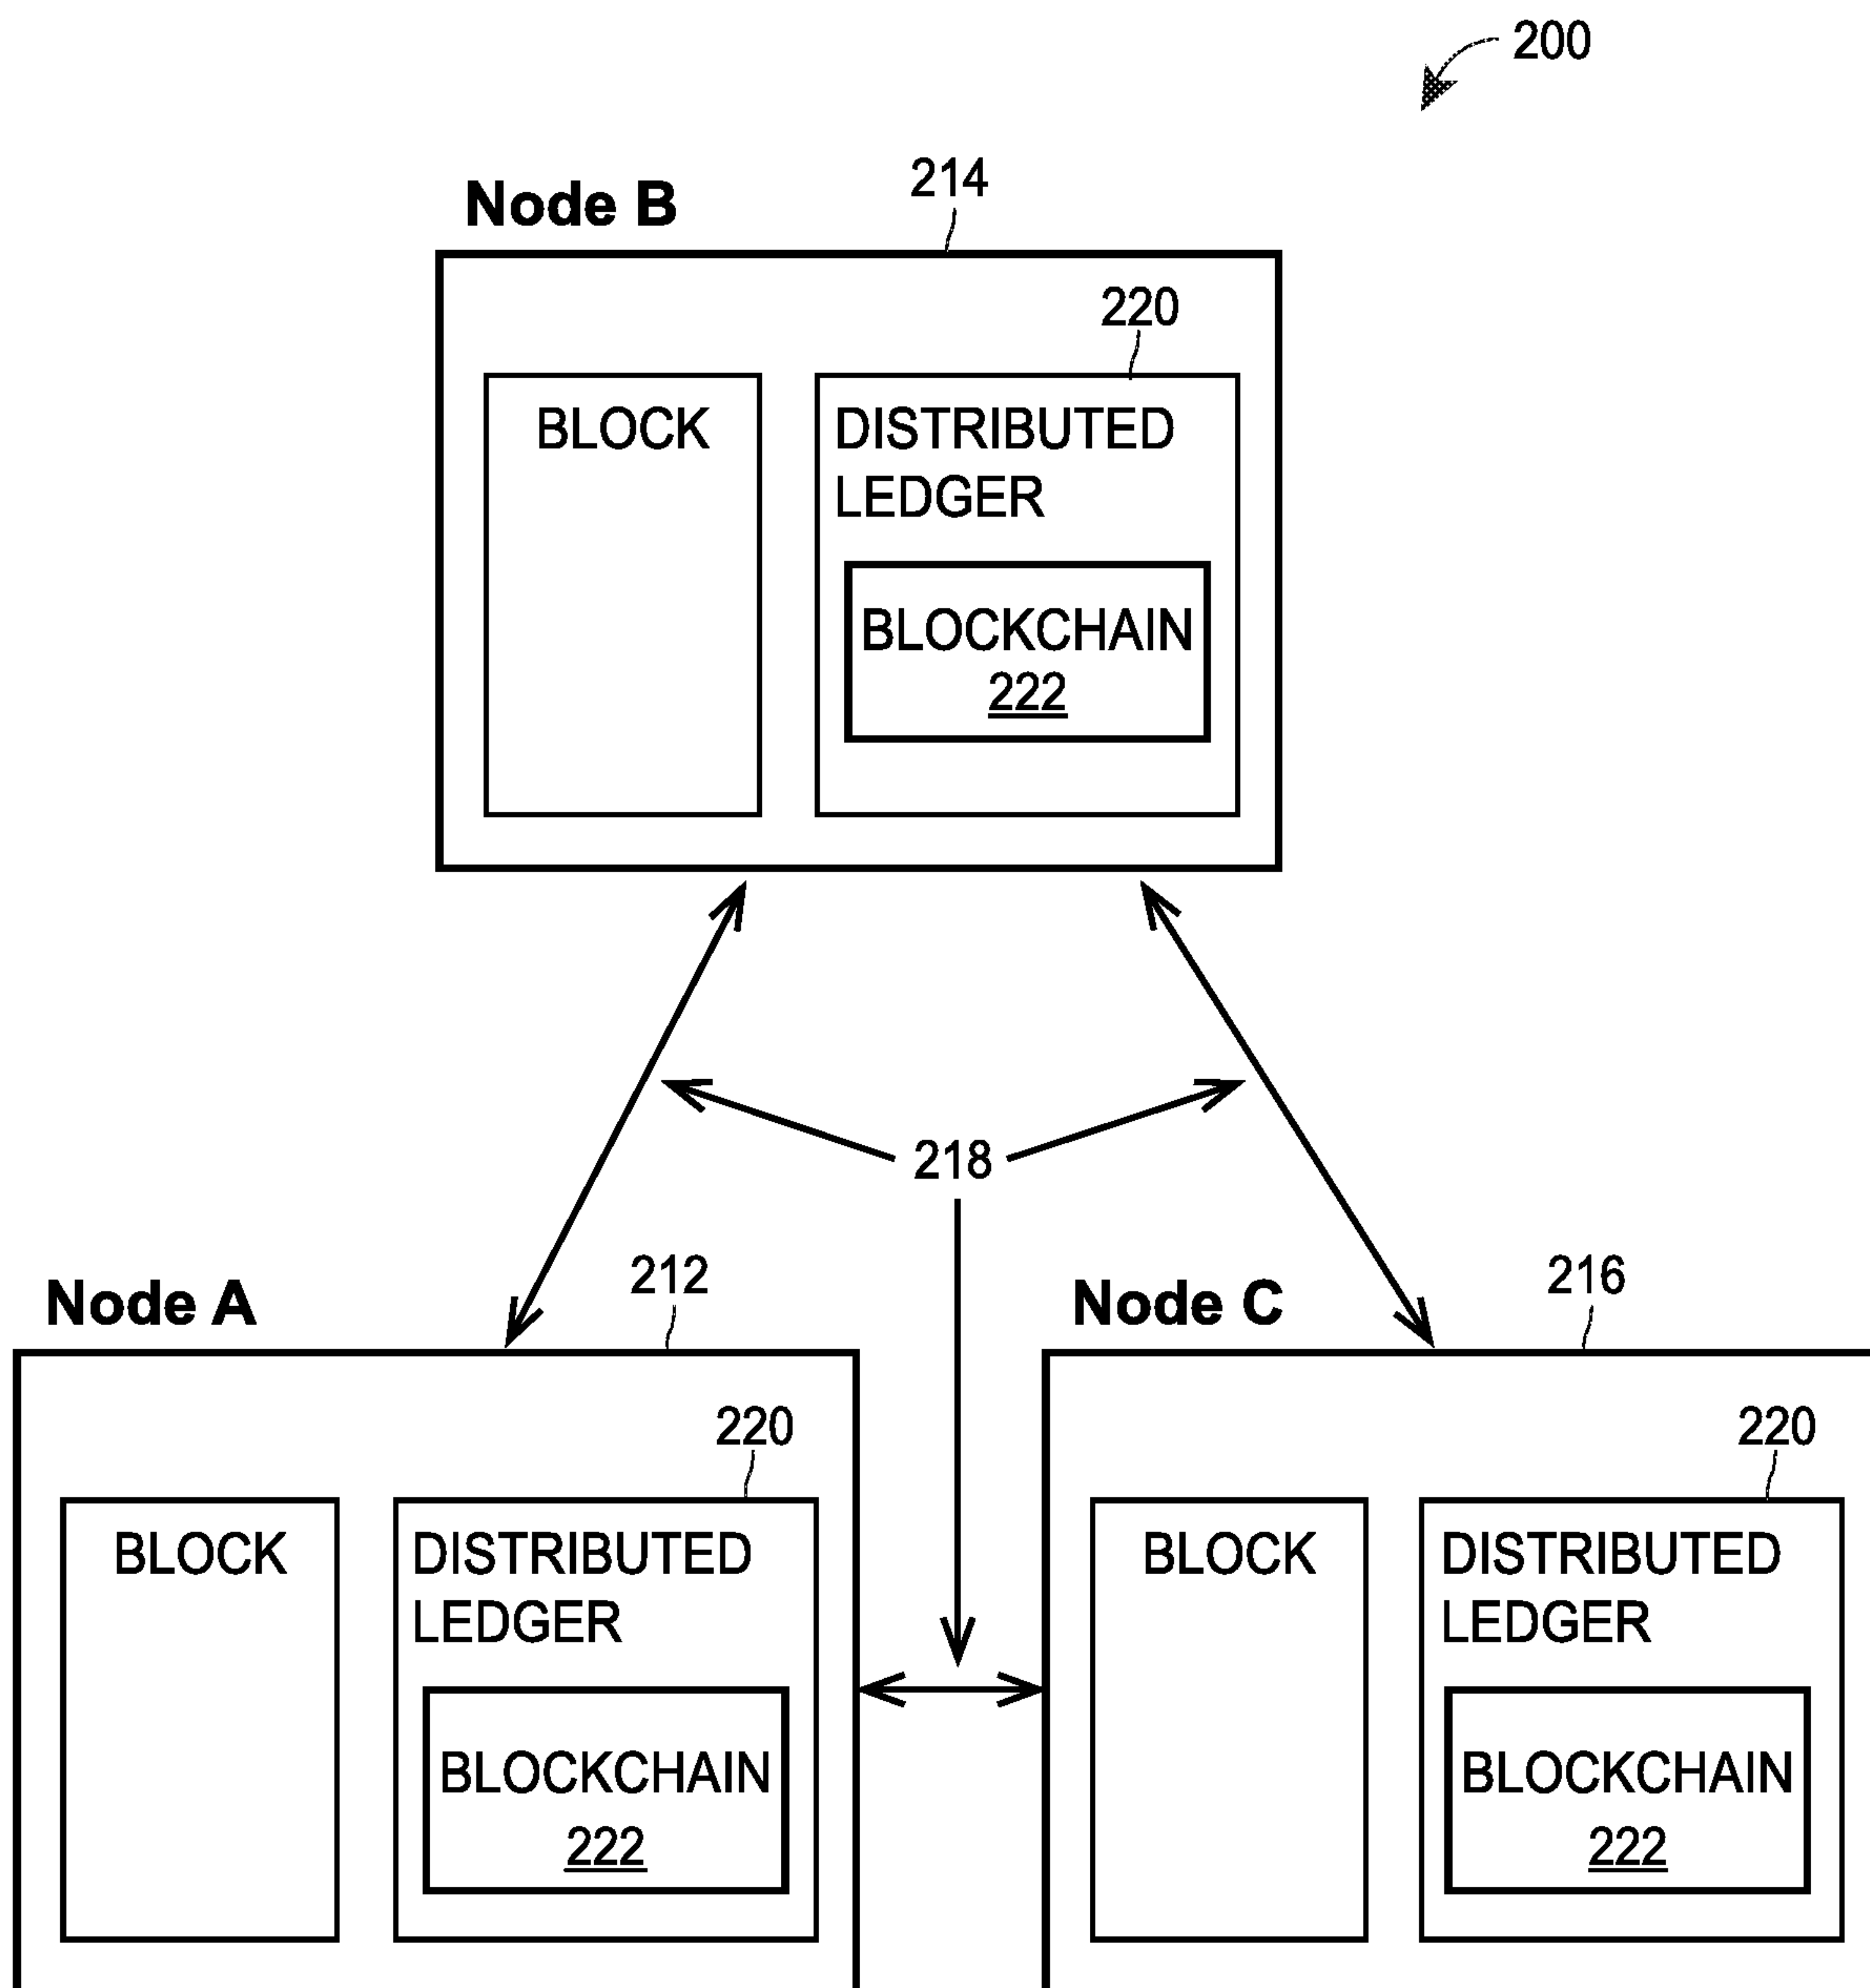 200
214
Node B
220
BLOCK
DISTRIBUTED
LEDGER
BLOCKCHAIN
222
218
212
216
Node A
Node C
220
BLOCK
DISTRIBUTED
LEDGER
BLOCKCHAIN
222
220
BLOCK
DISTRIBUTED
LEDGER
BLOCKCHAIN
222